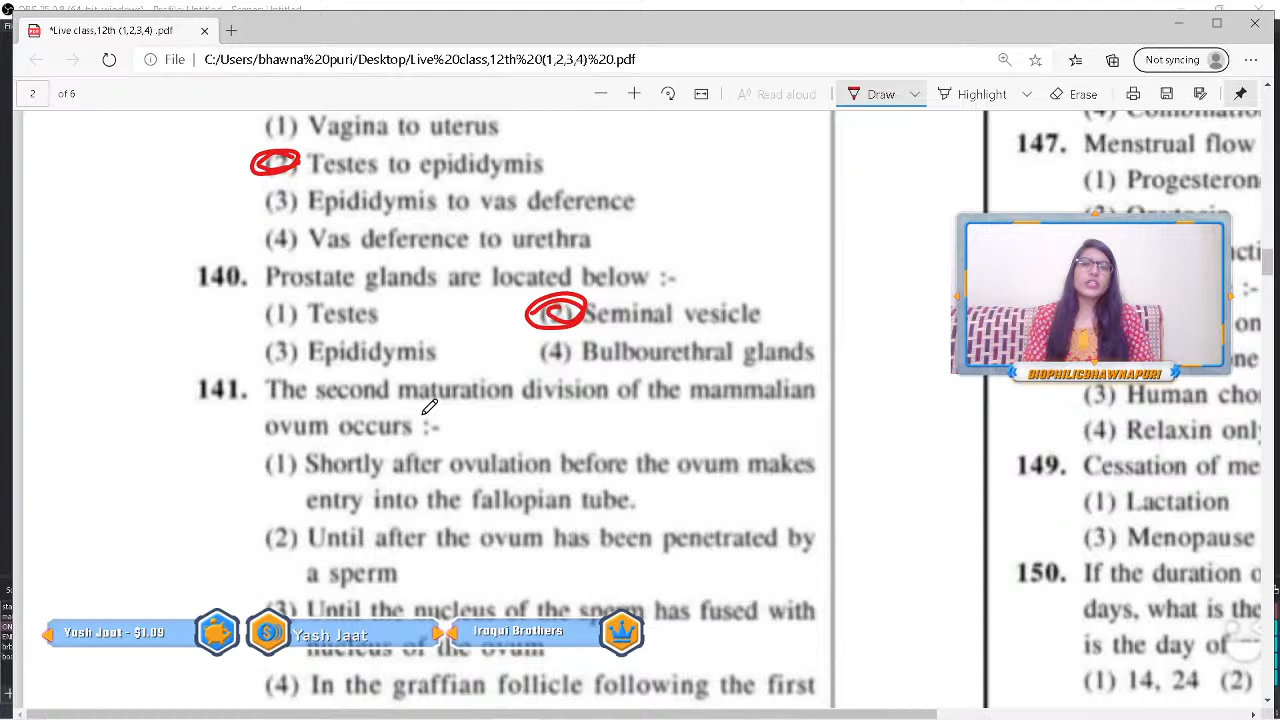 *Live class,12th (1,2,3,4) .pdf
File
C:/Users/bhawna%20puri/Desktop/Live%20class,12th%20(1,2,3,4)%20.pdf
Not syncing
2 of 6
Read aloud
Draw
Highlight
Erase
(1) Vagina to uterus
Testes to epididymis
(3) Epididymis to vas deference
(4) Vas deference to urethra
140. Prostate glands are located below :-
(1) Testes
(2) Seminal vesicle
(3) Epididymis
(4) Bulbourethral glands
141. The second maturation division of the mammalian
ovum occurs :-
(1) Shortly after ovulation before the ovum makes
entry into the fallopian tube.
(2) Until after the ovum has been penetrated by
a sperm
(3) Until the nucleus of the sperm has fused with
nucleus of the ovum
(4) In the graffian follicle following the first
147. Menstrual flow
(1) Progesteron
(3) Human cho
(4) Relaxin onl
149. Cessation of me
(1) Lactation
(3) Menopause
150. If the duration o
days, what is the
is the day of
(1) 14, 24 (2)
BIOPHILICBHAWNAPURI
Yash Jaat - $1.09
Yash Jaat
Iraqui Brothers